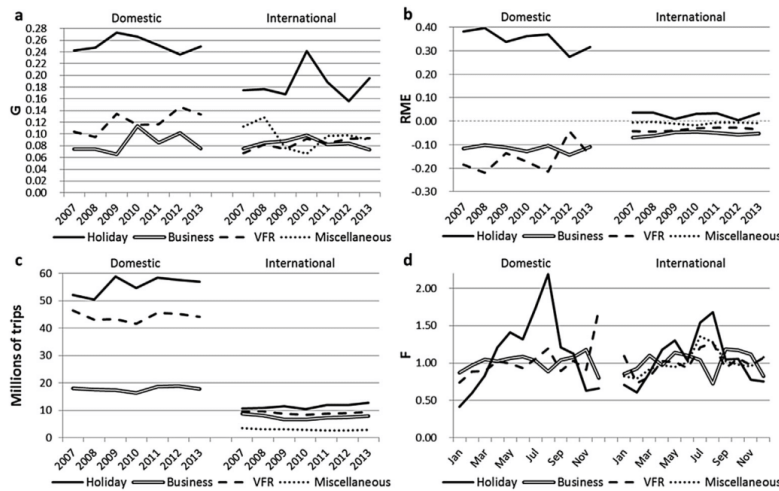 a
Domestic International
0.28
0.26
0.24
0.22
0.20
0.18
0.16
0.14
0.12
0.10
0.08
0.06
0.04
0.02
0.00
G
2007 2008 2009 2010 2011 2012 2013 2007 2008 2009 2010 2011 2012 2013
Holiday Business VFR Miscellaneous
b
Domestic International
0.40
0.30
0.20
0.10
0.00
-0.10
-0.20
-0.30
RME
2007 2008 2009 2010 2011 2012 2013 2007 2008 2009 2010 2011 2012 2013
Holiday Business VFR Miscellaneous
c
Domestic International
60
50
40
30
20
10
0
Millions of trips
2007 2008 2009 2010 2011 2012 2013 2007 2008 2009 2010 2011 2012 2013
Holiday Business VFR Miscellaneous
d
Domestic International
2.00
1.50
1.00
0.50
0.00
F
Jan Mar May Jul Sep Nov Jan Mar May Jul Sep Nov
Holiday Business VFR Miscellaneous